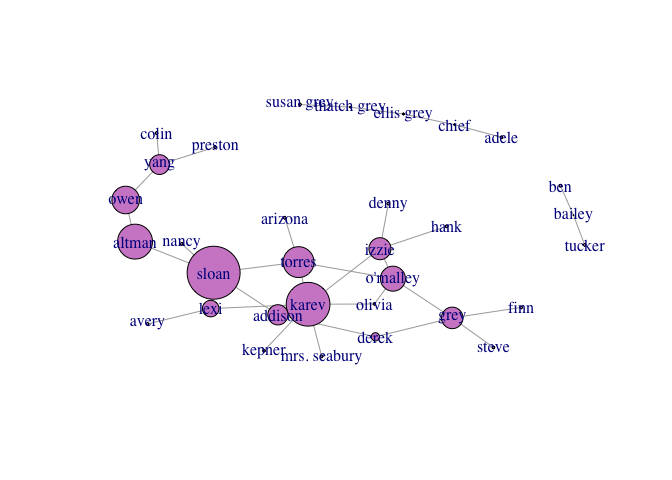 susan grey
thatch grey
ellis grey
chief
adele
colin
preston
yang
owen
ben
bailey
tucker
altman
nancy
arizona
denny
hank
izzie
torres
sloan
o'malley
lexi
addison
karev
olivia
grey
finn
avery
derek
steve
kepner
mrs. seabury